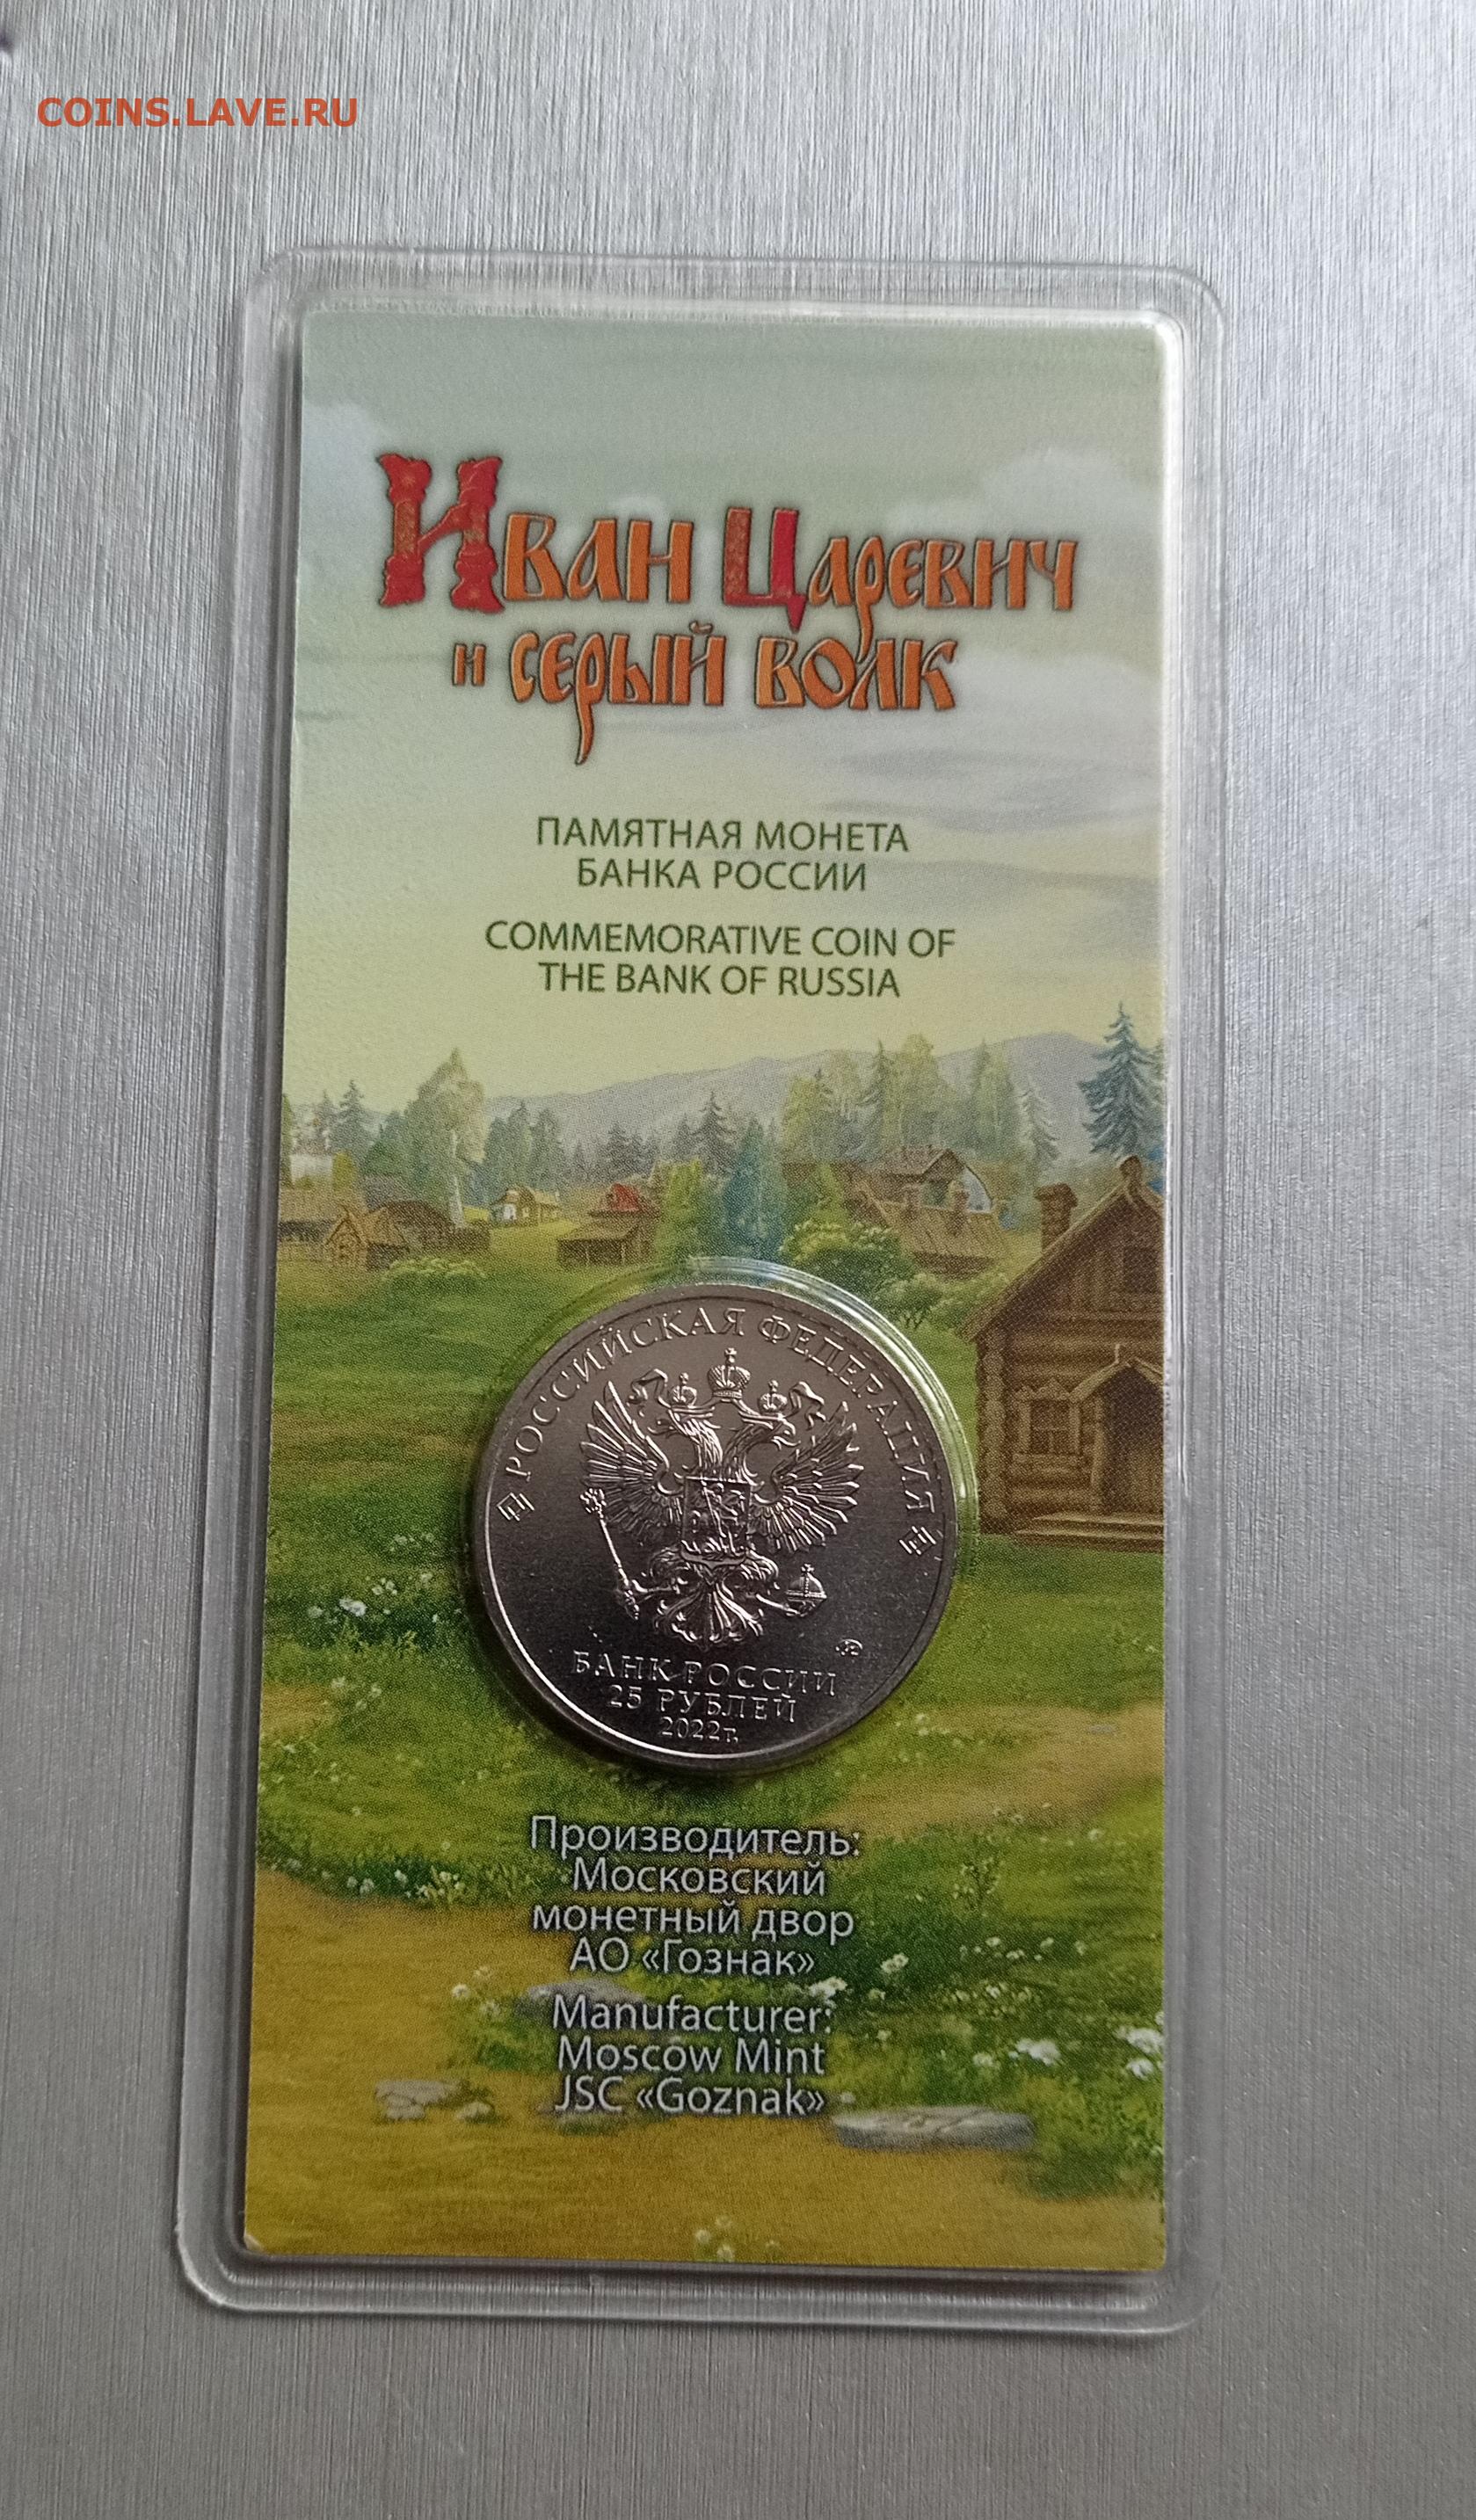 COINS.LAVE.RU
Иван Царевич
и серый волк
ПАМЯТНАЯ МОНЕТА
БАНКА РОССИИ
COMMEMORATIVE COIN OF
THE BANK OF RUSSIA
РОССИЙСКАЯ ФЕДЕРАЦИЯ
БАНК РОССИИ
25 РУБЛЕЙ
2022 г.
Производитель:
Московский
монетный двор
АО «Гознак»
Manufacturer:
Moscow Mint
JSC «Goznak»